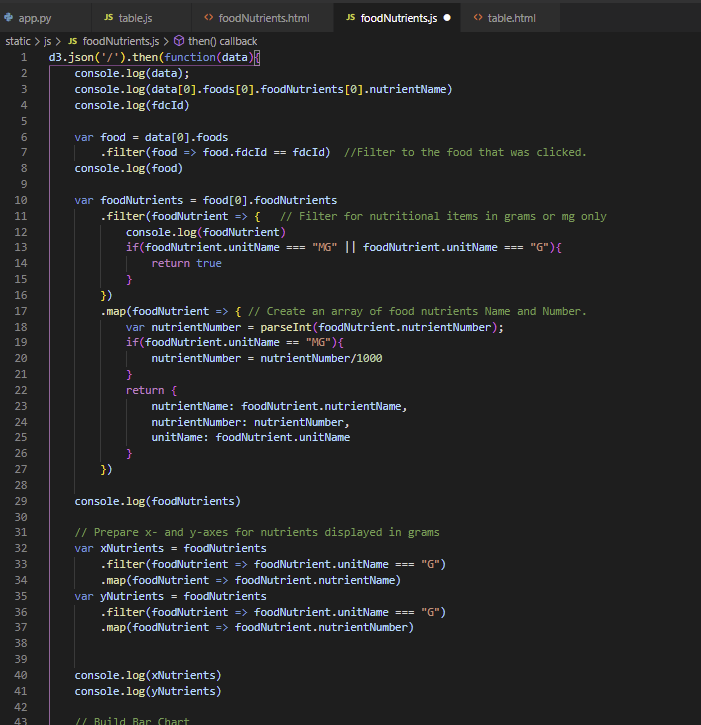 app.py JS table.js <> foodNutrients.html JS foodNutrients.js ● <> table.html
static > js > JS foodNutrients.js > then() callback
1 d3.json('/').then(function(data){
2 console.log(data);
3 console.log(data[0].foods[0].foodNutrients[0].nutrientName)
4 console.log(fdcId)
5
6 var food = data[0].foods
7 .filter(food => food.fdcId == fdcId) //Filter to the food that was clicked.
8 console.log(food)
9
10 var foodNutrients = food[0].foodNutrients
11 .filter(foodNutrient => { // Filter for nutritional items in grams or mg only
12 console.log(foodNutrient)
13 if(foodNutrient.unitName === "MG" || foodNutrient.unitName === "G"){
14 return true
15 }
16 })
17 .map(foodNutrient => { // Create an array of food nutrients Name and Number.
18 var nutrientNumber = parseInt(foodNutrient.nutrientNumber);
19 if(foodNutrient.unitName == "MG"){
20 nutrientNumber = nutrientNumber/1000
21 }
22 return {
23 nutrientName: foodNutrient.nutrientName,
24 nutrientNumber: nutrientNumber,
25 unitName: foodNutrient.unitName
26 }
27 })
28
29 console.log(foodNutrients)
30
31 // Prepare x- and y-axes for nutrients displayed in grams
32 var xNutrients = foodNutrients
33 .filter(foodNutrient => foodNutrient.unitName === "G")
34 .map(foodNutrient => foodNutrient.nutrientName)
35 var yNutrients = foodNutrients
36 .filter(foodNutrient => foodNutrient.unitName === "G")
37 .map(foodNutrient => foodNutrient.nutrientNumber)
38
39
40 console.log(xNutrients)
41 console.log(yNutrients)
42
43 // Build Bar Chart